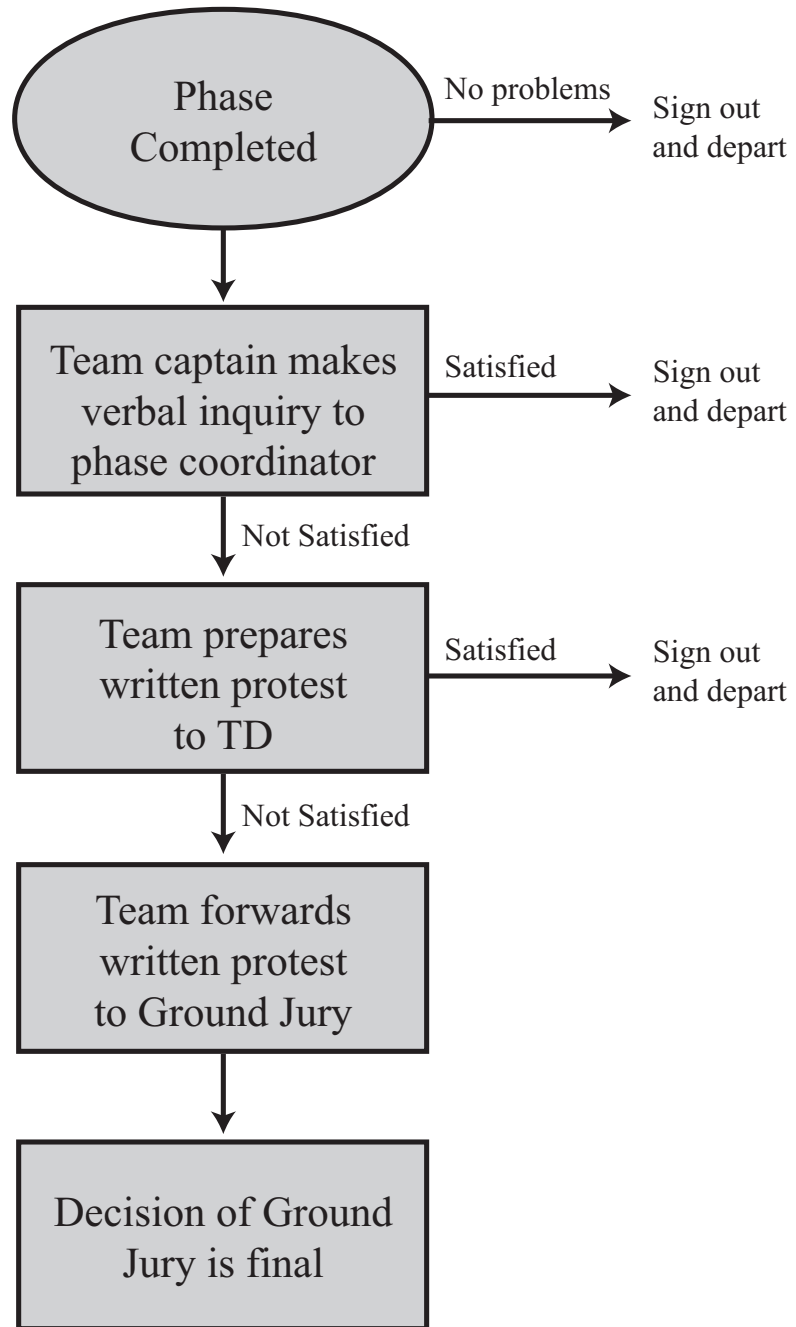 Phase
Completed
No problems
Sign out
and depart
Team captain makes
verbal inquiry to
phase coordinator
Satisfied
Sign out
and depart
Not Satisfied
Team prepares
written protest
to TD
Satisfied
Sign out
and depart
Not Satisfied
Team forwards
written protest
to Ground Jury
Decision of Ground
Jury is final